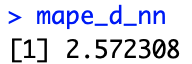 > mape_d_nn
[1] 2.572308